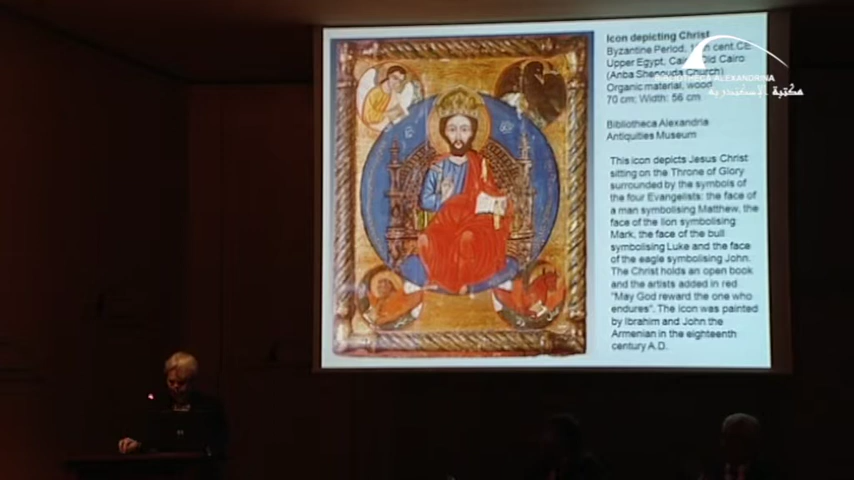 Icon depicting Christ
Byzantine Period, cent.CE
Upper Egypt, Cairo, Old Cairo
(Anba Shenouda Church)
Organic material, wood
70 cm; Width: 56 cm
BIBLIOTHECA ALEXANDRINA
مكتبة الإسكندرية
Bibliotheca Alexandria
Antiquities Museum
This icon depicts Jesus Christ
sitting on the Throne of Glory
surrounded by the symbols of
the four Evangelists: the face of
a man symbolising Matthew, the
face of the lion symbolising
Mark, the face of the bull
symbolising Luke and the face
of the eagle symbolising John.
The Christ holds an open book
and the artists added in red
"May God reward the one who
endures". The icon was painted
by Ibrahim and John the
Armenian in the eighteenth
century A.D.